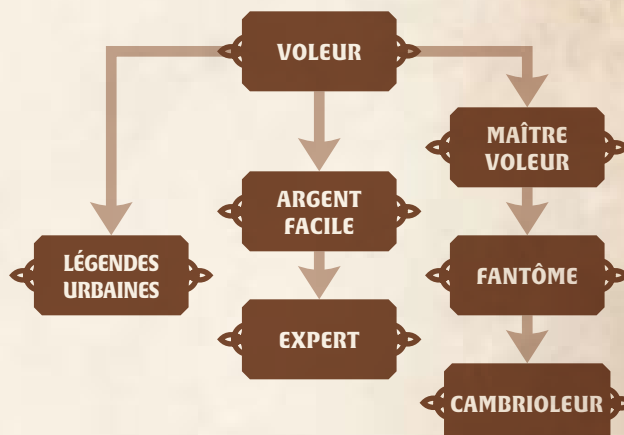 VOLEUR
MAÎTRE
VOLEUR
ARGENT
FACILE
LÉGENDES
URBAINES
FANTÔME
EXPERT
CAMBRIOLEUR